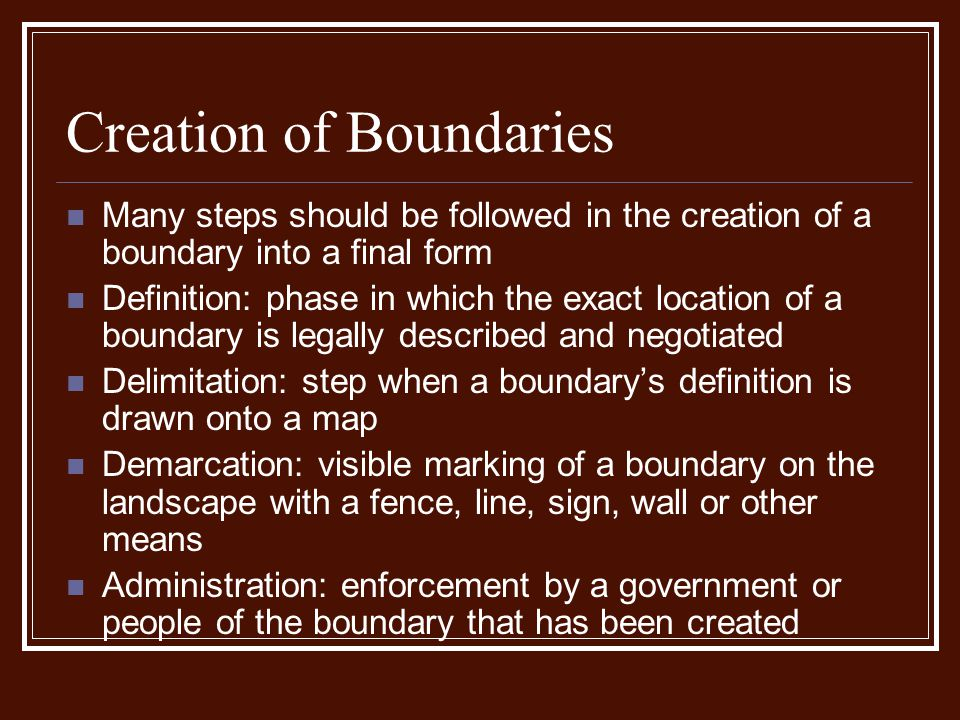 Creation of Boundaries
Many steps should be followed in the creation of a
boundary into a final form
Definition: phase in which the exact location of a
boundary is legally described and negotiated
Delimitation: step when a boundary’s definition is
drawn onto a map
Demarcation: visible marking of a boundary on the
landscape with a fence, line, sign, wall or other
means
Administration: enforcement by a government or
people of the boundary that has been created